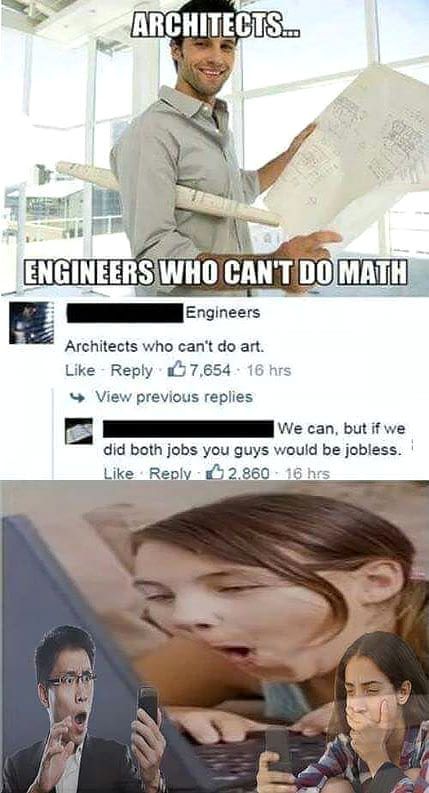 ARCHITECTS...
ENGINEERS WHO CAN'T DO MATH
Engineers
Architects who can't do art.
Like · Reply · 7,654 · 16 hrs
View previous replies
We can, but if we
did both jobs you guys would be jobless.
Like · Reply · 2,860 · 16 hrs